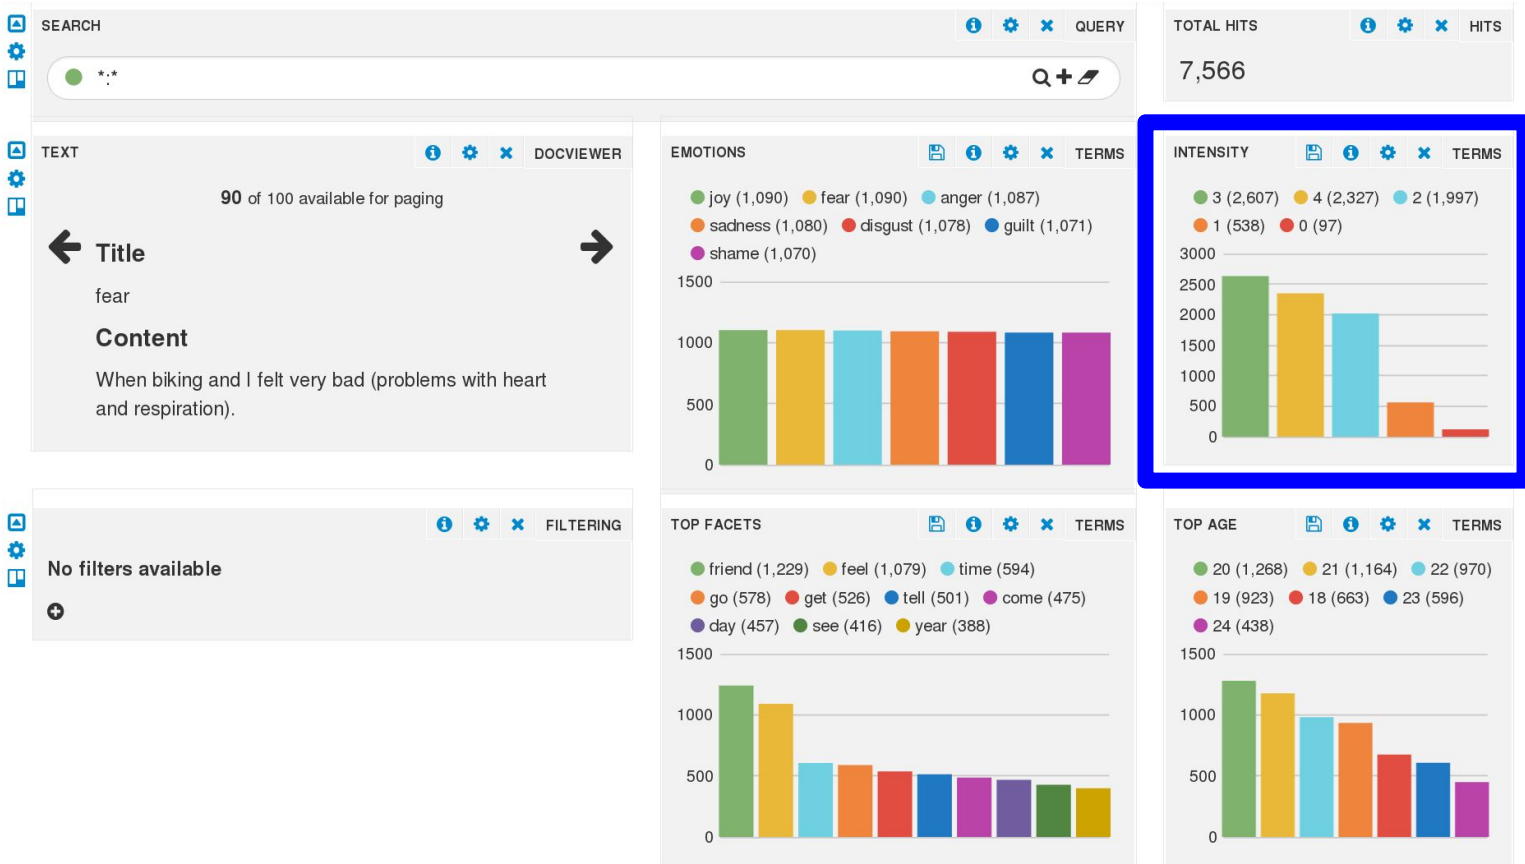 SEARCH
QUERY
*:*
TOTAL HITS
HITS
7,566
TEXT
DOCVIEWER
90 of 100 available for paging
Title
fear
Content
When biking and I felt very bad (problems with heart
and respiration).
EMOTIONS
TERMS
joy (1,090) fear (1,090) anger (1,087)
sadness (1,080) disgust (1,078) guilt (1,071)
shame (1,070)
1500
1000
500
0
INTENSITY
TERMS
3 (2,607) 4 (2,327) 2 (1,997)
1 (538) 0 (97)
3000
2500
2000
1500
1000
500
0
FILTERING
No filters available
TOP FACETS
TERMS
friend (1,229) feel (1,079) time (594)
go (578) get (526) tell (501) come (475)
day (457) see (416) year (388)
1500
1000
500
0
TOP AGE
TERMS
20 (1,268) 21 (1,164) 22 (970)
19 (923) 18 (663) 23 (596)
24 (438)
1500
1000
500
0